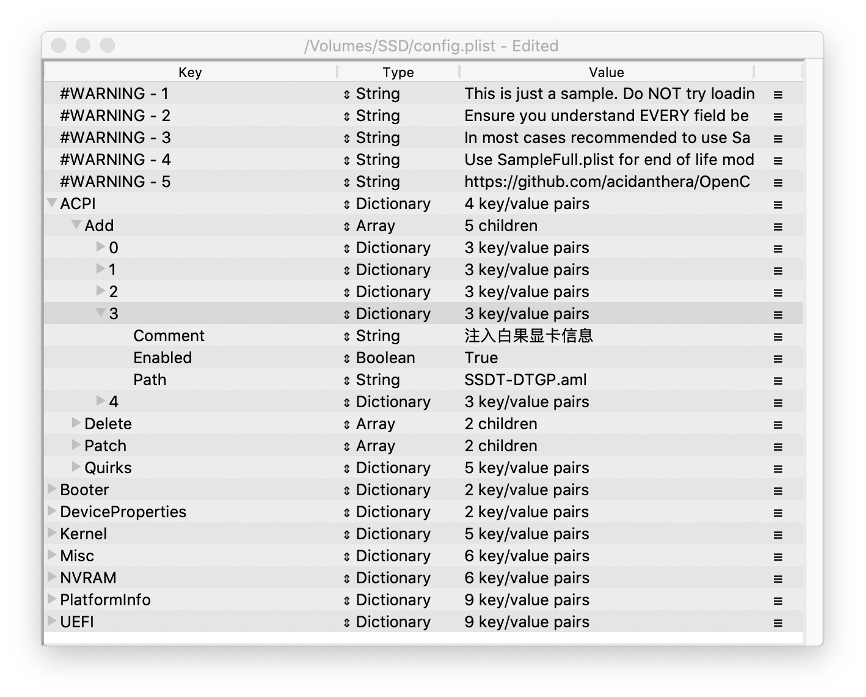 /Volumes/SSD/config.plist - Edited
Key Type Value
#WARNING - 1 String This is just a sample. Do NOT try loadin
#WARNING - 2 String Ensure you understand EVERY field be
#WARNING - 3 String In most cases recommended to use Sa
#WARNING - 4 String Use SampleFull.plist for end of life mod
#WARNING - 5 String https://github.com/acidanthera/OpenC
ACPI Dictionary 4 key/value pairs
Add Array 5 children
0 Dictionary 3 key/value pairs
1 Dictionary 3 key/value pairs
2 Dictionary 3 key/value pairs
3 Dictionary 3 key/value pairs
Comment String 注入白果显卡信息
Enabled Boolean True
Path String SSDT-DTGP.aml
4 Dictionary 3 key/value pairs
Delete Array 2 children
Patch Array 2 children
Quirks Dictionary 5 key/value pairs
Booter Dictionary 2 key/value pairs
DeviceProperties Dictionary 2 key/value pairs
Kernel Dictionary 5 key/value pairs
Misc Dictionary 6 key/value pairs
NVRAM Dictionary 6 key/value pairs
PlatformInfo Dictionary 9 key/value pairs
UEFI Dictionary 9 key/value pairs